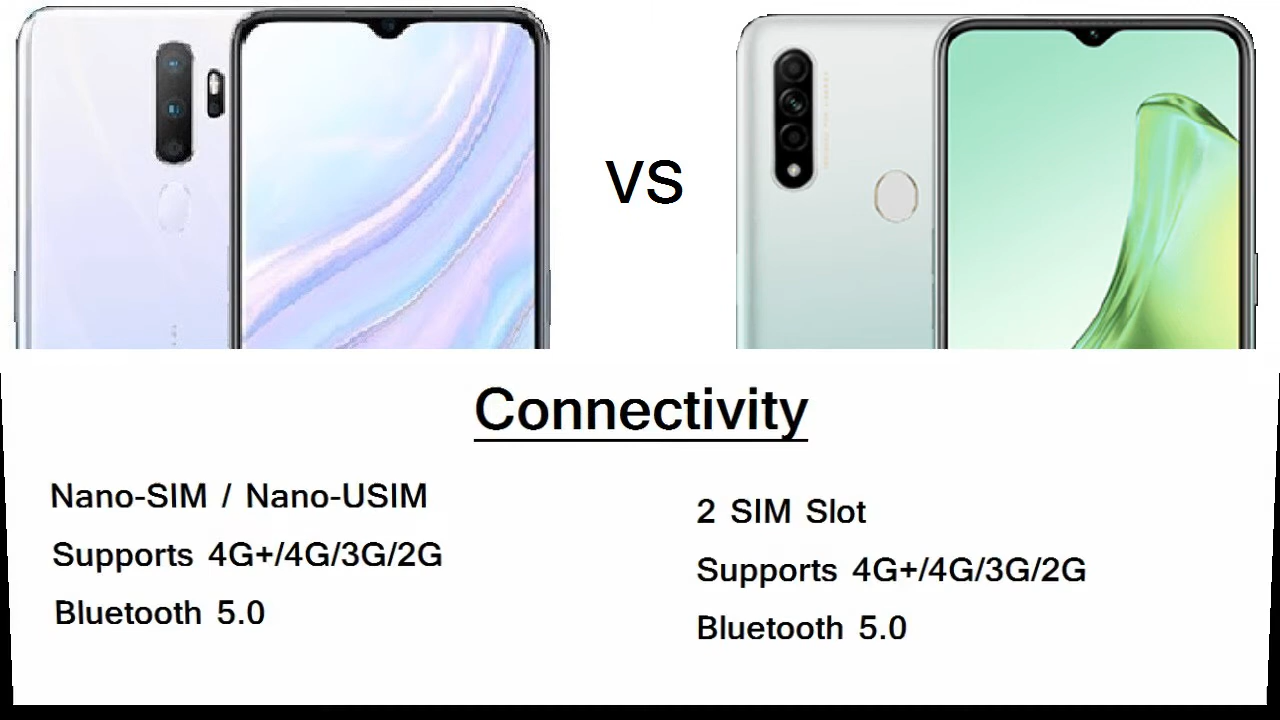 VS
Connectivity
Nano-SIM / Nano-USIM
Supports 4G+/4G/3G/2G
Bluetooth 5.0
2 SIM Slot
Supports 4G+/4G/3G/2G
Bluetooth 5.0